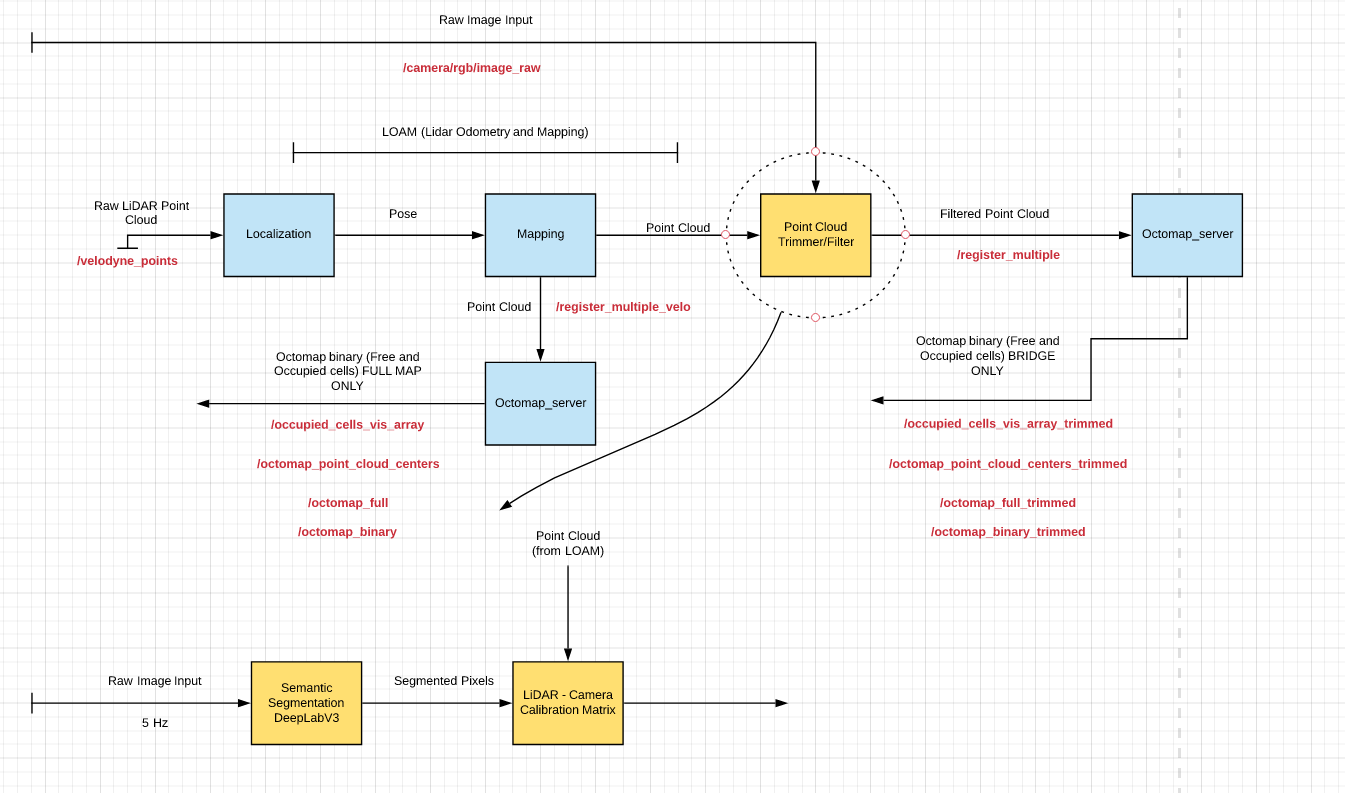 Raw Image Input
/camera/rgb/image_raw
LOAM (Lidar Odometry and Mapping)
Raw LiDAR Point
Cloud
/velodyne_points
Localization
Pose
Mapping
Point Cloud
Point Cloud
Trimmer/Filter
Filtered Point Cloud
/register_multiple
Octomap_server
Point Cloud
/register_multiple_velo
Octomap binary (Free and
Occupied cells) FULL MAP
ONLY
Octomap_server
/occupied_cells_vis_array
/octomap_point_cloud_centers
/octomap_full
/octomap_binary
Octomap binary (Free and
Occupied cells) BRIDGE
ONLY
/occupied_cells_vis_array_trimmed
/octomap_point_cloud_centers_trimmed
/octomap_full_trimmed
/octomap_binary_trimmed
Point Cloud
(from LOAM)
Raw Image Input
5 Hz
Semantic
Segmentation
DeepLabV3
Segmented Pixels
LiDAR - Camera
Calibration Matrix